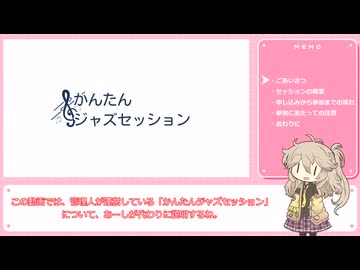 かんたん
ジャズセッション
MEMO
・ごあいさつ
・セッションの概要
・申し込みから参加までの流れ
・参加にあたっての注意
・おわりに
この動画では、管理人が運営している「かんたんジャズセッション」
について、おーしが代わりに説明するね。